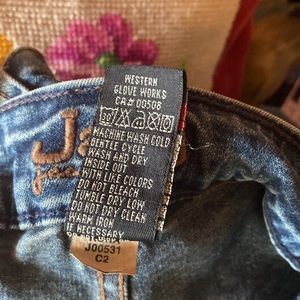 WESTERN
GLOVE WORKS
CA# 00508
30
MACHINE WASH COLD
GENTLE CYCLE
WASH AND DRY
INSIDE OUT
WITH LIKE COLORS
DO NOT BLEACH
TUMBLE DRY LOW
DO NOT DRY CLEAN
WARM IRON
IF NECESSARY
J00531
C2